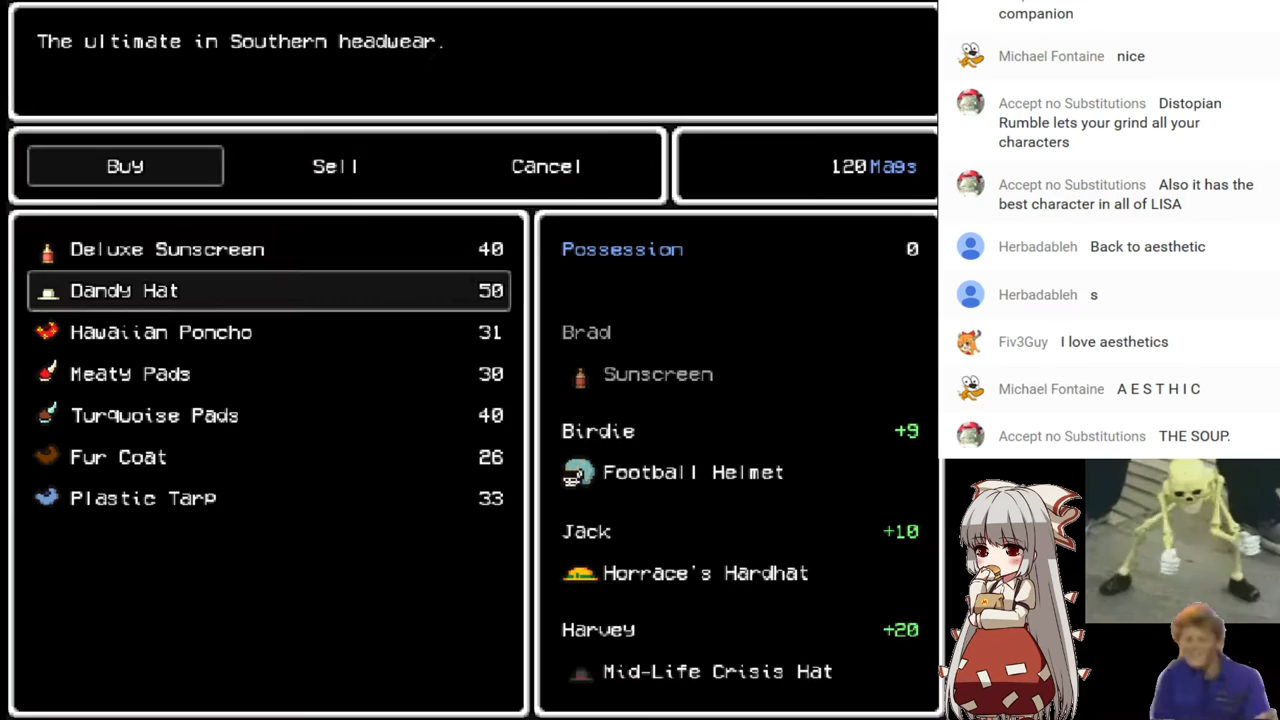 The ultimate in Southern headwear.
Buy
Sell
Cancel
120Mags
Deluxe Sunscreen 40
Dandy Hat 50
Hawaiian Poncho 31
Meaty Pads 30
Turquoise Pads 40
Fur Coat 26
Plastic Tarp 33
Possession 0
Brad
Sunscreen
Birdie +9
Football Helmet
Jack +10
Horrace's Hardhat
Harvey +20
Mid-Life Crisis Hat
companion
Michael Fontaine nice
Accept no Substitutions Distopian
Rumble lets your grind all your
characters
Accept no Substitutions Also it has the
best character in all of LISA
Herbadableh Back to aesthetic
Herbadableh s
Fiv3Guy I love aesthetics
Michael Fontaine A E S T H I C
Accept no Substitutions THE SOUP.